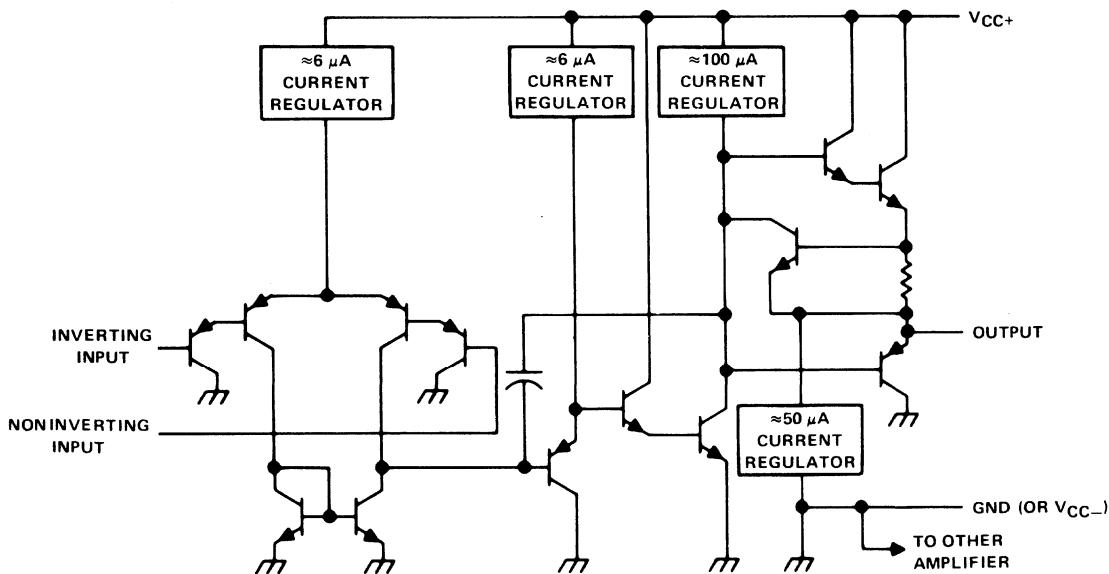 VCC+
≈6 μA
CURRENT
REGULATOR
≈6 μA
CURRENT
REGULATOR
≈100 μA
CURRENT
REGULATOR
INVERTING
INPUT
OUTPUT
NONINVERTING
INPUT
≈50 μA
CURRENT
REGULATOR
GND (OR VCC–)
TO OTHER
AMPLIFIER